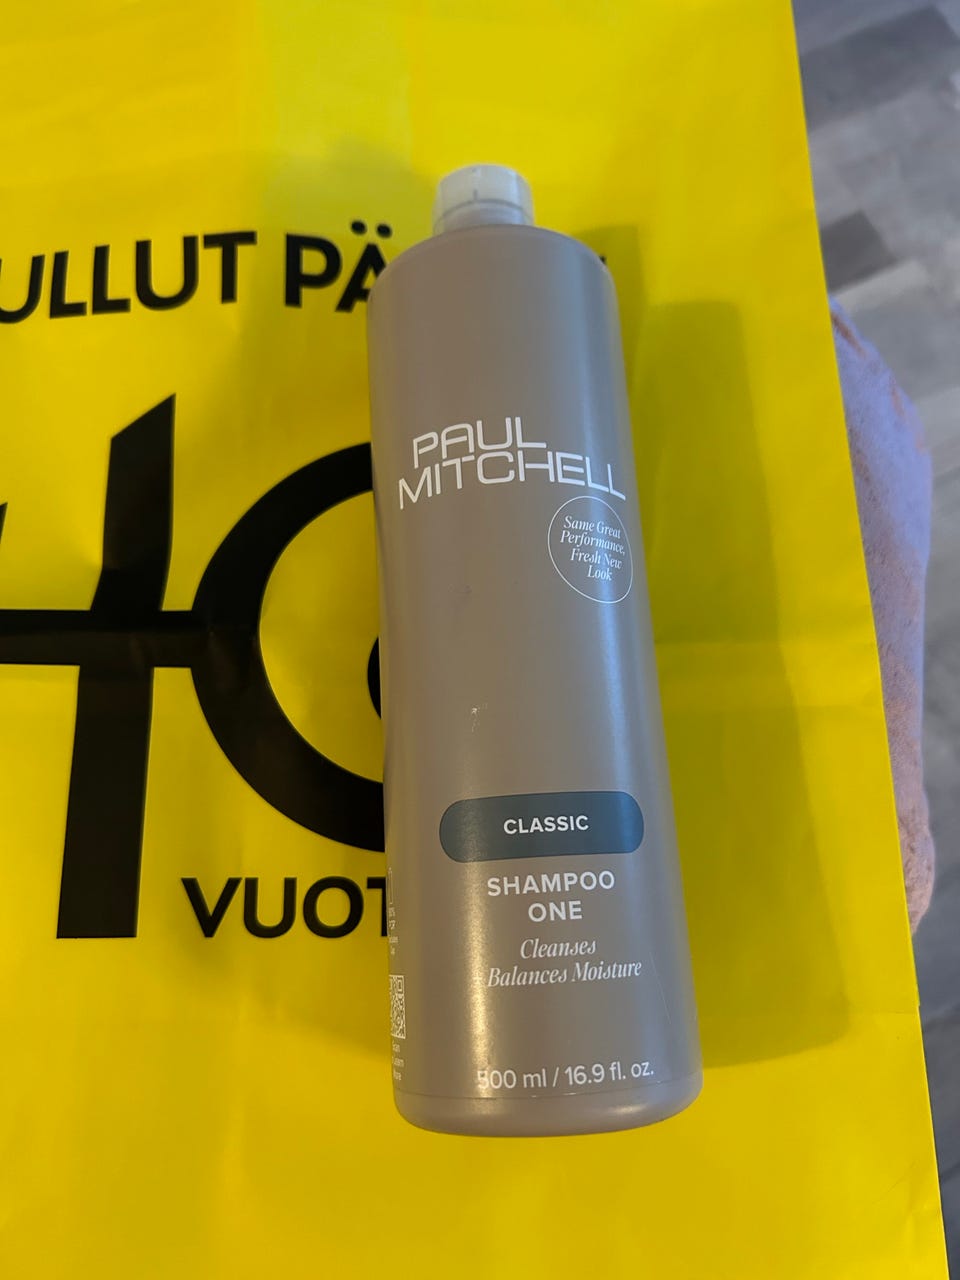 ULLUT PÄ
PAUL
MITCHELL
Same Great
Performance,
Fresh New
Look
VUOT
CLASSIC
SHAMPOO
ONE
Cleanses
+ Balances Moisture
500 ml / 16.9 fl. oz.